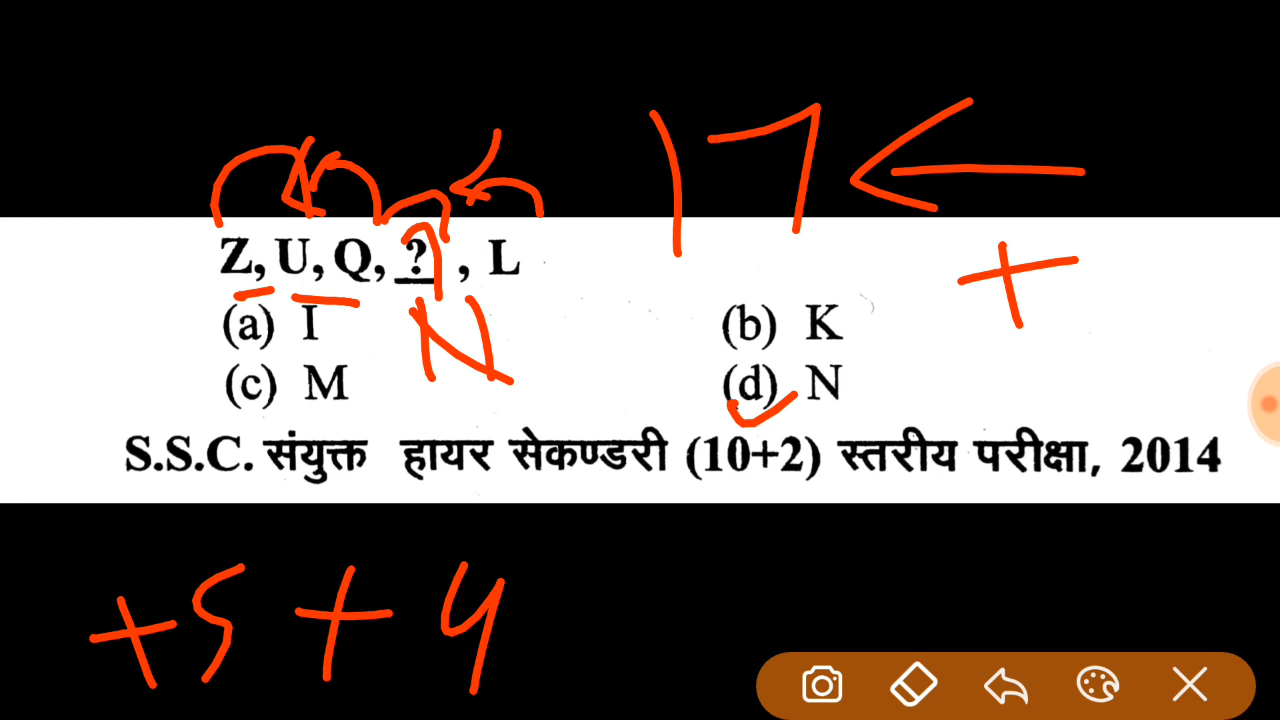 17
Z, U, Q, ? , L
(a) I (b) K
N
(c) M (d) N
S.S.C. संयुक्त हायर सेकण्डरी (10+2) स्तरीय परीक्षा, 2014
+5 + 4